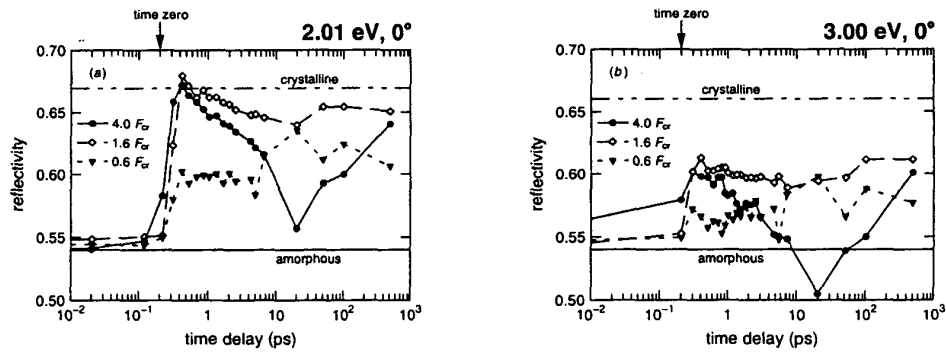 time zero
2.01 eV, 0°
0.70
0.65
0.60
0.55
0.50
reflectivity
(a)
crystalline
4.0 Fcr
1.6 Fcr
0.6 Fcr
amorphous
10⁻² 10⁻¹ 1 10¹ 10² 10³
time delay (ps)
time zero
3.00 eV, 0°
0.70
0.65
0.60
0.55
0.50
reflectivity
(b)
crystalline
4.0 Fcr
1.6 Fcr
0.6 Fcr
amorphous
10⁻² 10⁻¹ 1 10¹ 10² 10³
time delay (ps)